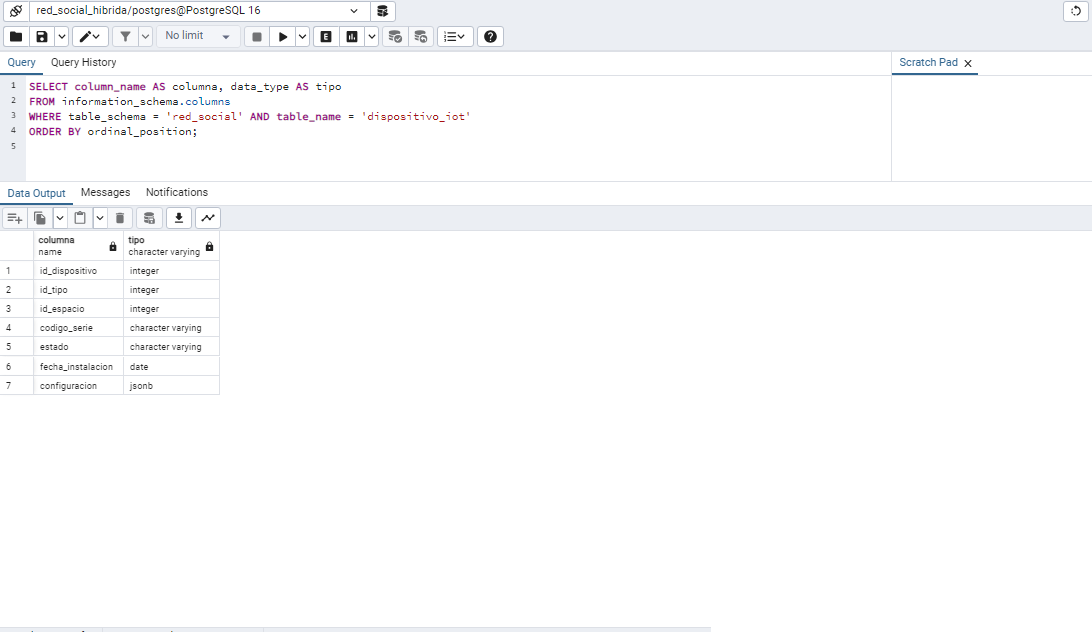 red_social_hibrida/postgres@PostgreSQL 16
No limit
E
Query Query History
Scratch Pad
1 SELECT column_name AS columna, data_type AS tipo
2 FROM information_schema.columns
3 WHERE table_schema = 'red_social' AND table_name = 'dispositivo_iot'
4 ORDER BY ordinal_position;
5
Data Output Messages Notifications
columna tipo
name character varying
1 id_dispositivo integer
2 id_tipo integer
3 id_espacio integer
4 codigo_serie character varying
5 estado character varying
6 fecha_instalacion date
7 configuracion jsonb